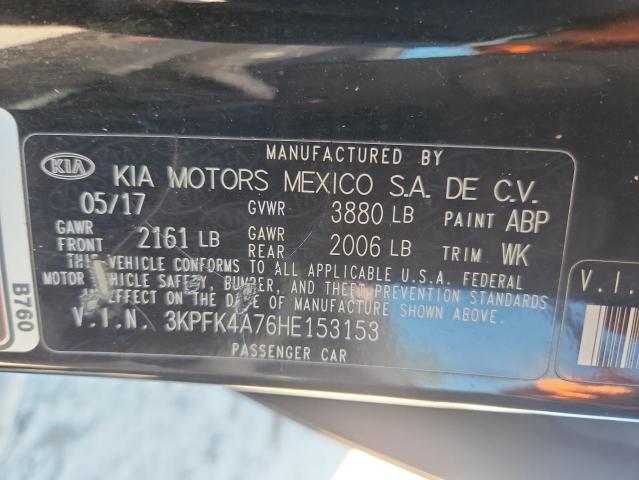 MANUFACTURED BY
KIA KIA MOTORS MEXICO S.A. DE C.V.
05/17 GVWR 3880 LB PAINT ABP
GAWR FRONT 2161 LB GAWR REAR 2006 LB TRIM WK
THIS VEHICLE CONFORMS TO ALL APPLICABLE U.S.A. FEDERAL
MOTOR VEHICLE SAFETY, BUMPER, AND THEFT PREVENTION STANDARDS
IN EFFECT ON THE DATE OF MANUFACTURE SHOWN ABOVE.
V.I.N. 3KPFK4A76HE153153
PASSENGER CAR
B760
V.I.